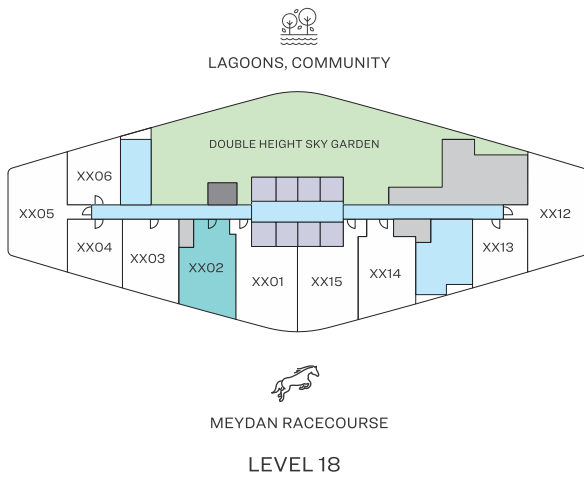 LAGOONS, COMMUNITY
DOUBLE HEIGHT SKY GARDEN
XX06
XX05
XX12
XX04
XX03
XX02
XX01
XX15
XX14
XX13
MEYDAN RACECOURSE
LEVEL 18